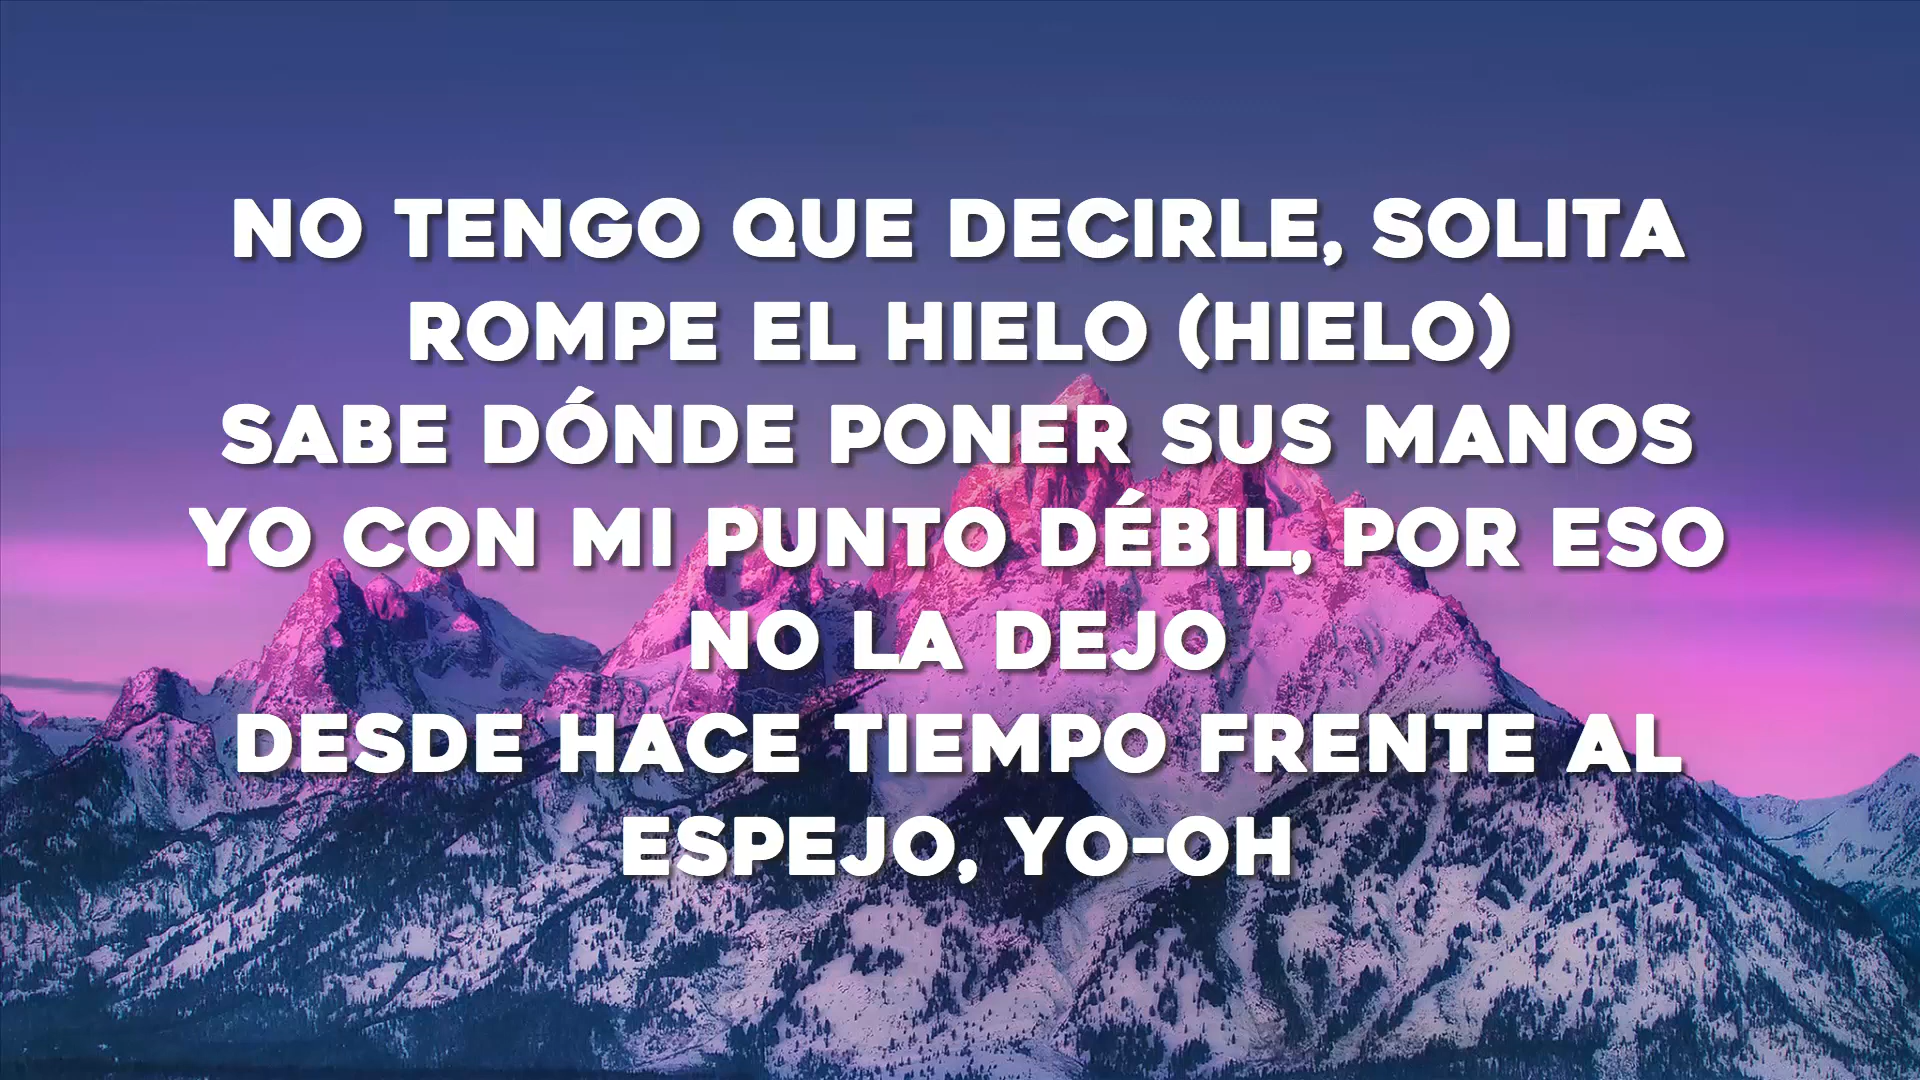 NO TENGO QUE DECIRLE, SOLITA
ROMPE EL HIELO (HIELO)
SABE DÓNDE PONER SUS MANOS
YO CON MI PUNTO DÉBIL, POR ESO
NO LA DEJO
DESDE HACE TIEMPO FRENTE AL
ESPEJO, YO-OH